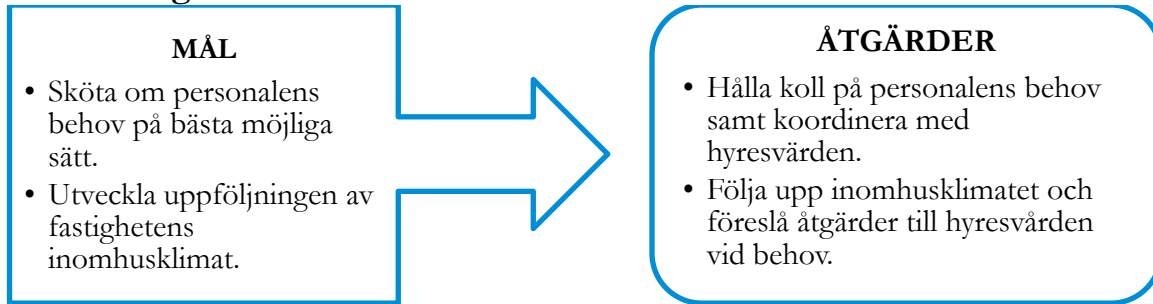 MÅL
• Sköta om personalens
behov på bästa möjliga
sätt.
• Utveckla uppföljningen av
fastighetens
inomhusklimat.
ÅTGÄRDER
• Hålla koll på personalens behov
samt koordinera med
hyresvärden.
• Följa upp inomhusklimatet och
föreslå åtgärder till hyresvården
vid behov.